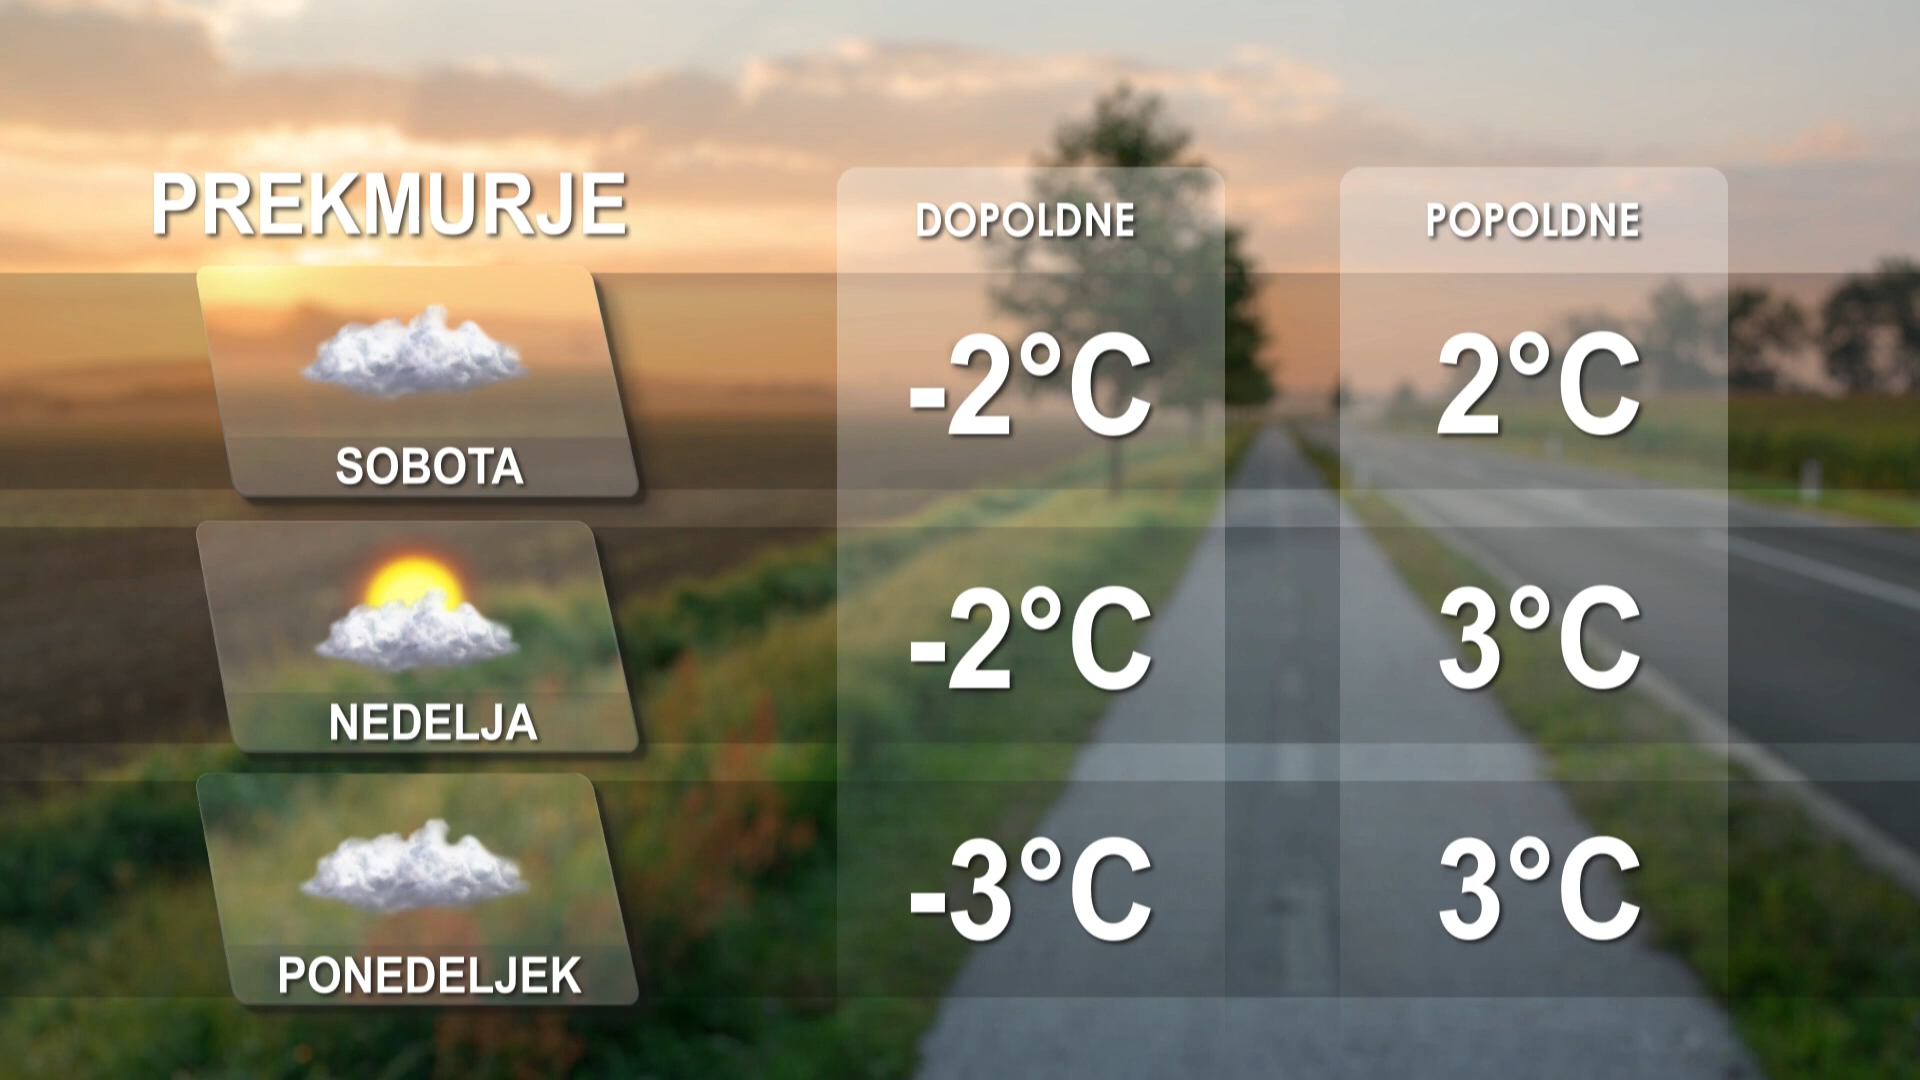 PREKMURJE
DOPOLDNE
POPOLDNE
SOBOTA
-2°C
2°C
NEDELJA
-2°C
3°C
PONEDELJEK
-3°C
3°C